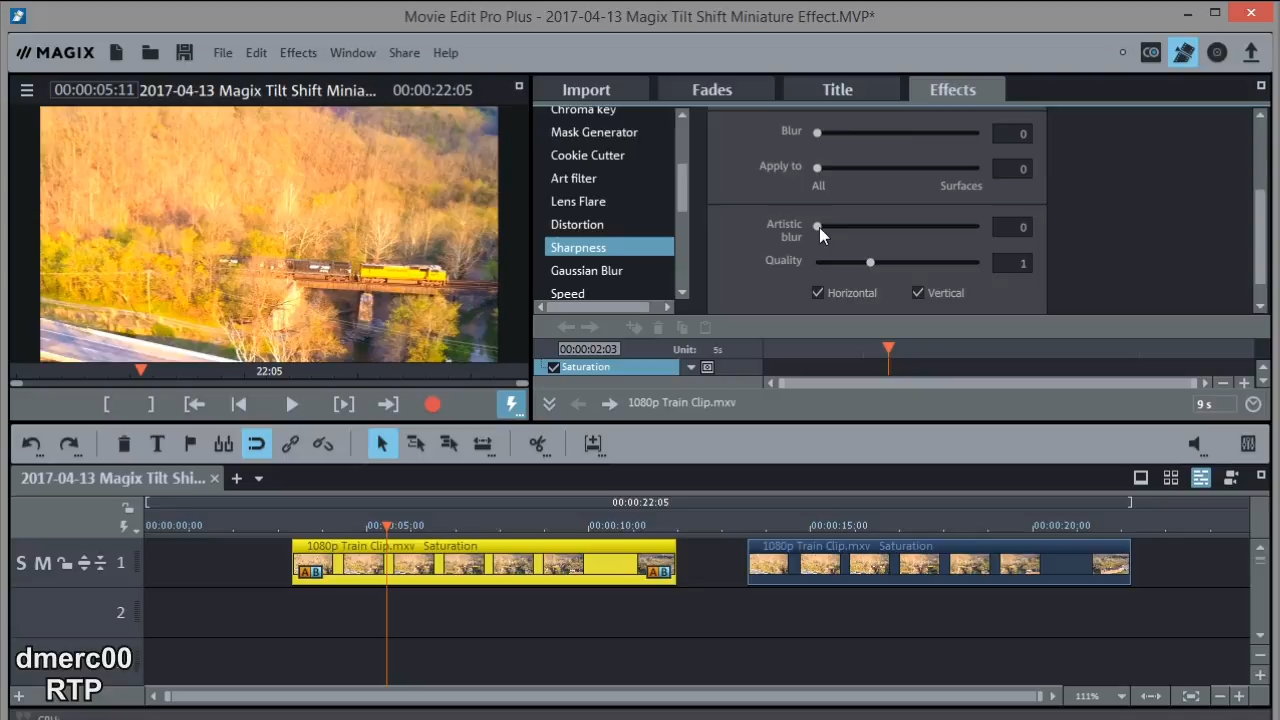 Movie Edit Pro Plus - 2017-04-13 Magix Tilt Shift Miniature Effect.MVP*
MAGIX
File Edit Effects Window Share Help
00:00:05:11 2017-04-13 Magix Tilt Shift Minia... 00:00:22:05
Import Fades Title Effects
Chroma key
Mask Generator
Cookie Cutter
Art filter
Lens Flare
Distortion
Sharpness
Gaussian Blur
Speed
Blur 0
Apply to 0
All Surfaces
Artistic blur 0
Quality 1
Horizontal Vertical
00:00:02:03 Unit: 5s
Saturation
22:05
1080p Train Clip.mxv 9 s
2017-04-13 Magix Tilt Shi...
00:00:22:05
00:00:00;00 00:00:05;00 00:00:10;00 00:00:15;00 00:00:20;00
S M 1
1080p Train Clip.mxv Saturation
A B A B
1080p Train Clip.mxv Saturation
2
dmerc00
RTP
111%
CPU: